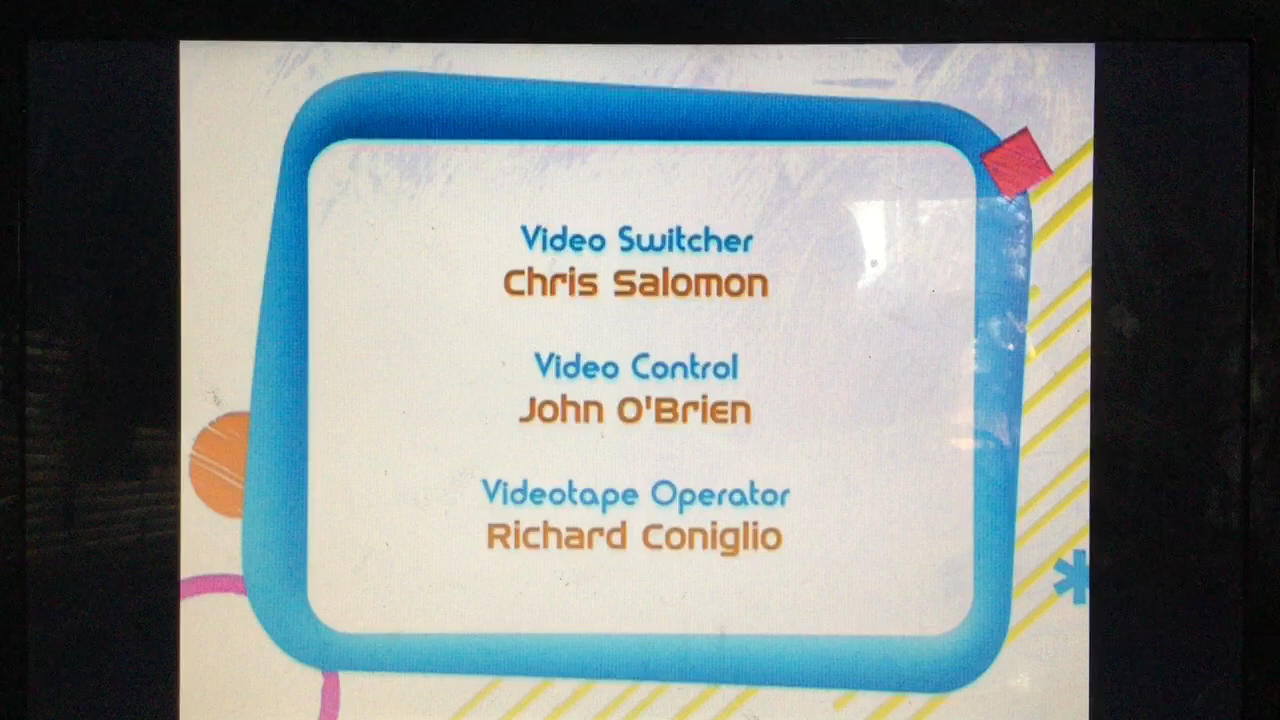 Video Switcher
Chris Salomon
Video Control
John O'Brien
Videotape Operator
Richard Coniglio